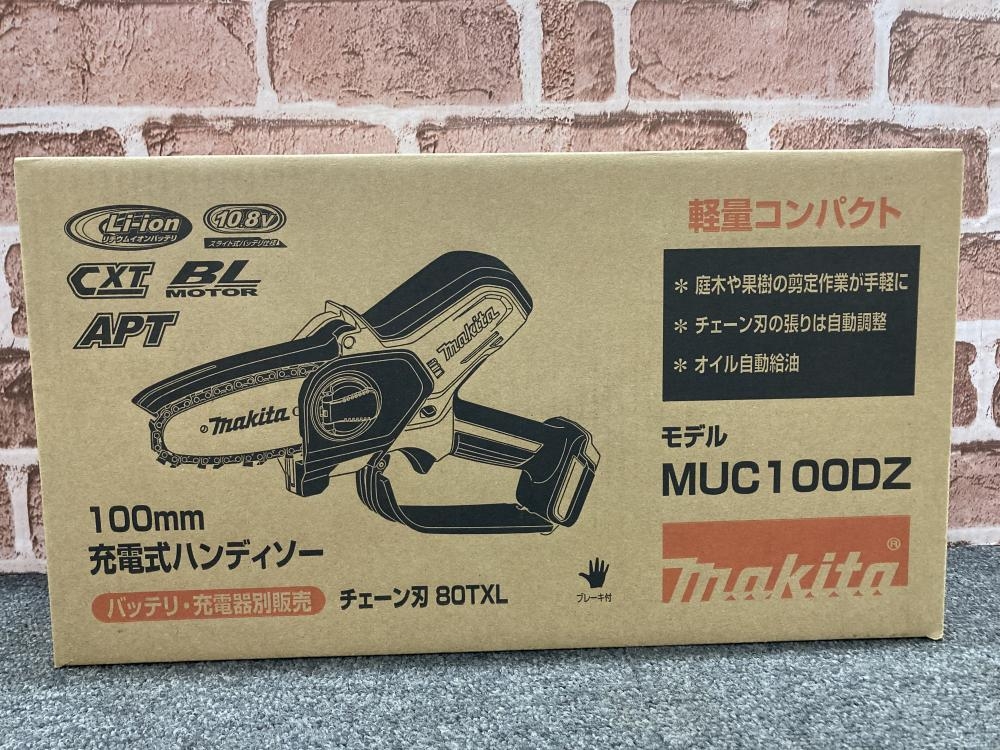 Li-ion
リチウムイオンバッテリ
10.8V
スライド式バッテリ仕様
CXT
BL
MOTOR
APT
makita
makita
100mm
充電式ハンディソー
バッテリ・充電器別販売
チェーン刃 80TXL
ブレーキ付
軽量コンパクト
＊ 庭木や果樹の剪定作業が手軽に
＊ チェーン刃の張りは自動調整
＊ オイル自動給油
モデル
MUC100DZ
makita®